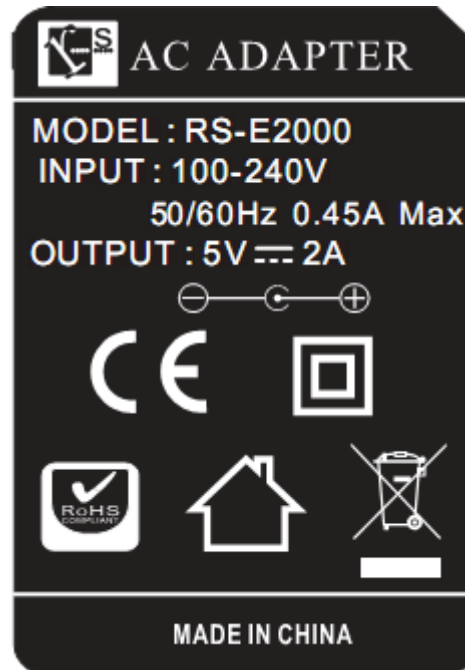 S
AC ADAPTER
MODEL : RS-E2000
INPUT : 100-240V
50/60Hz 0.45A Max
OUTPUT : 5V ⎓ 2A
CE
RoHS
COMPLIANT
MADE IN CHINA